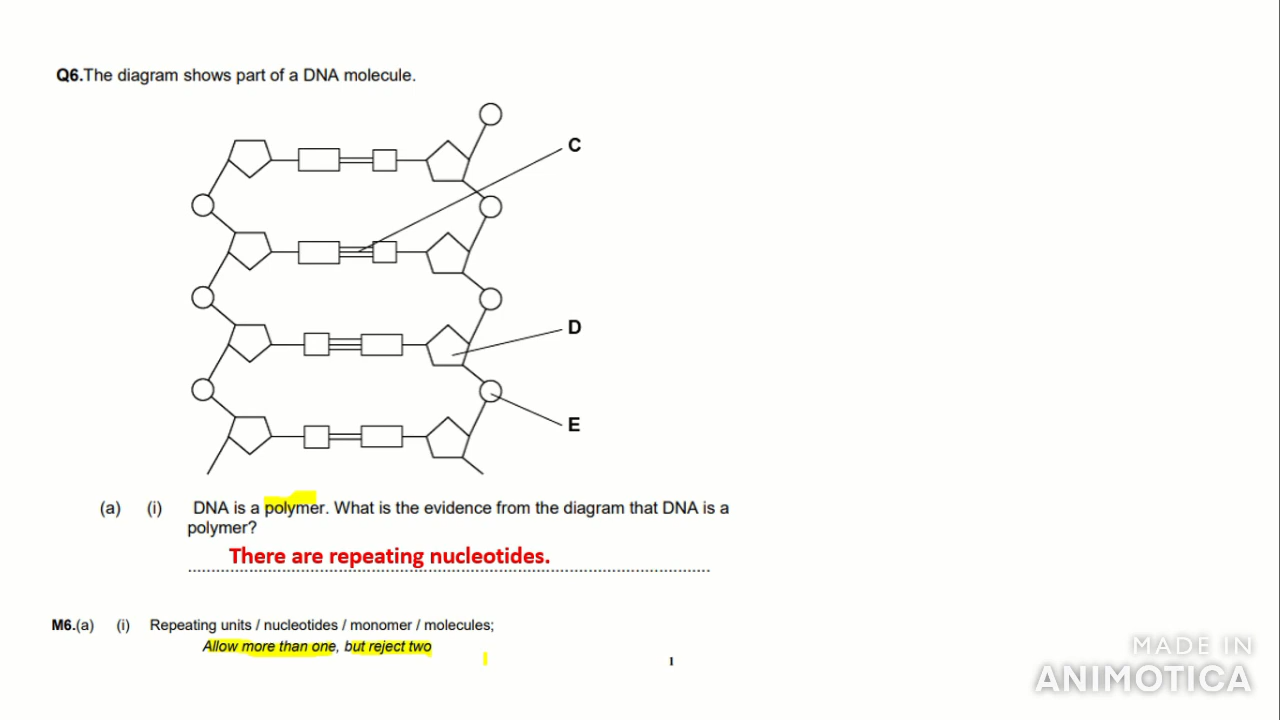 Q6.The diagram shows part of a DNA molecule.
C
D
E
(a) (i) DNA is a polymer. What is the evidence from the diagram that DNA is a
polymer?
There are repeating nucleotides.
M6.(a) (i) Repeating units / nucleotides / monomer / molecules;
Allow more than one, but reject two
1
MADE IN
ANIMOTICA